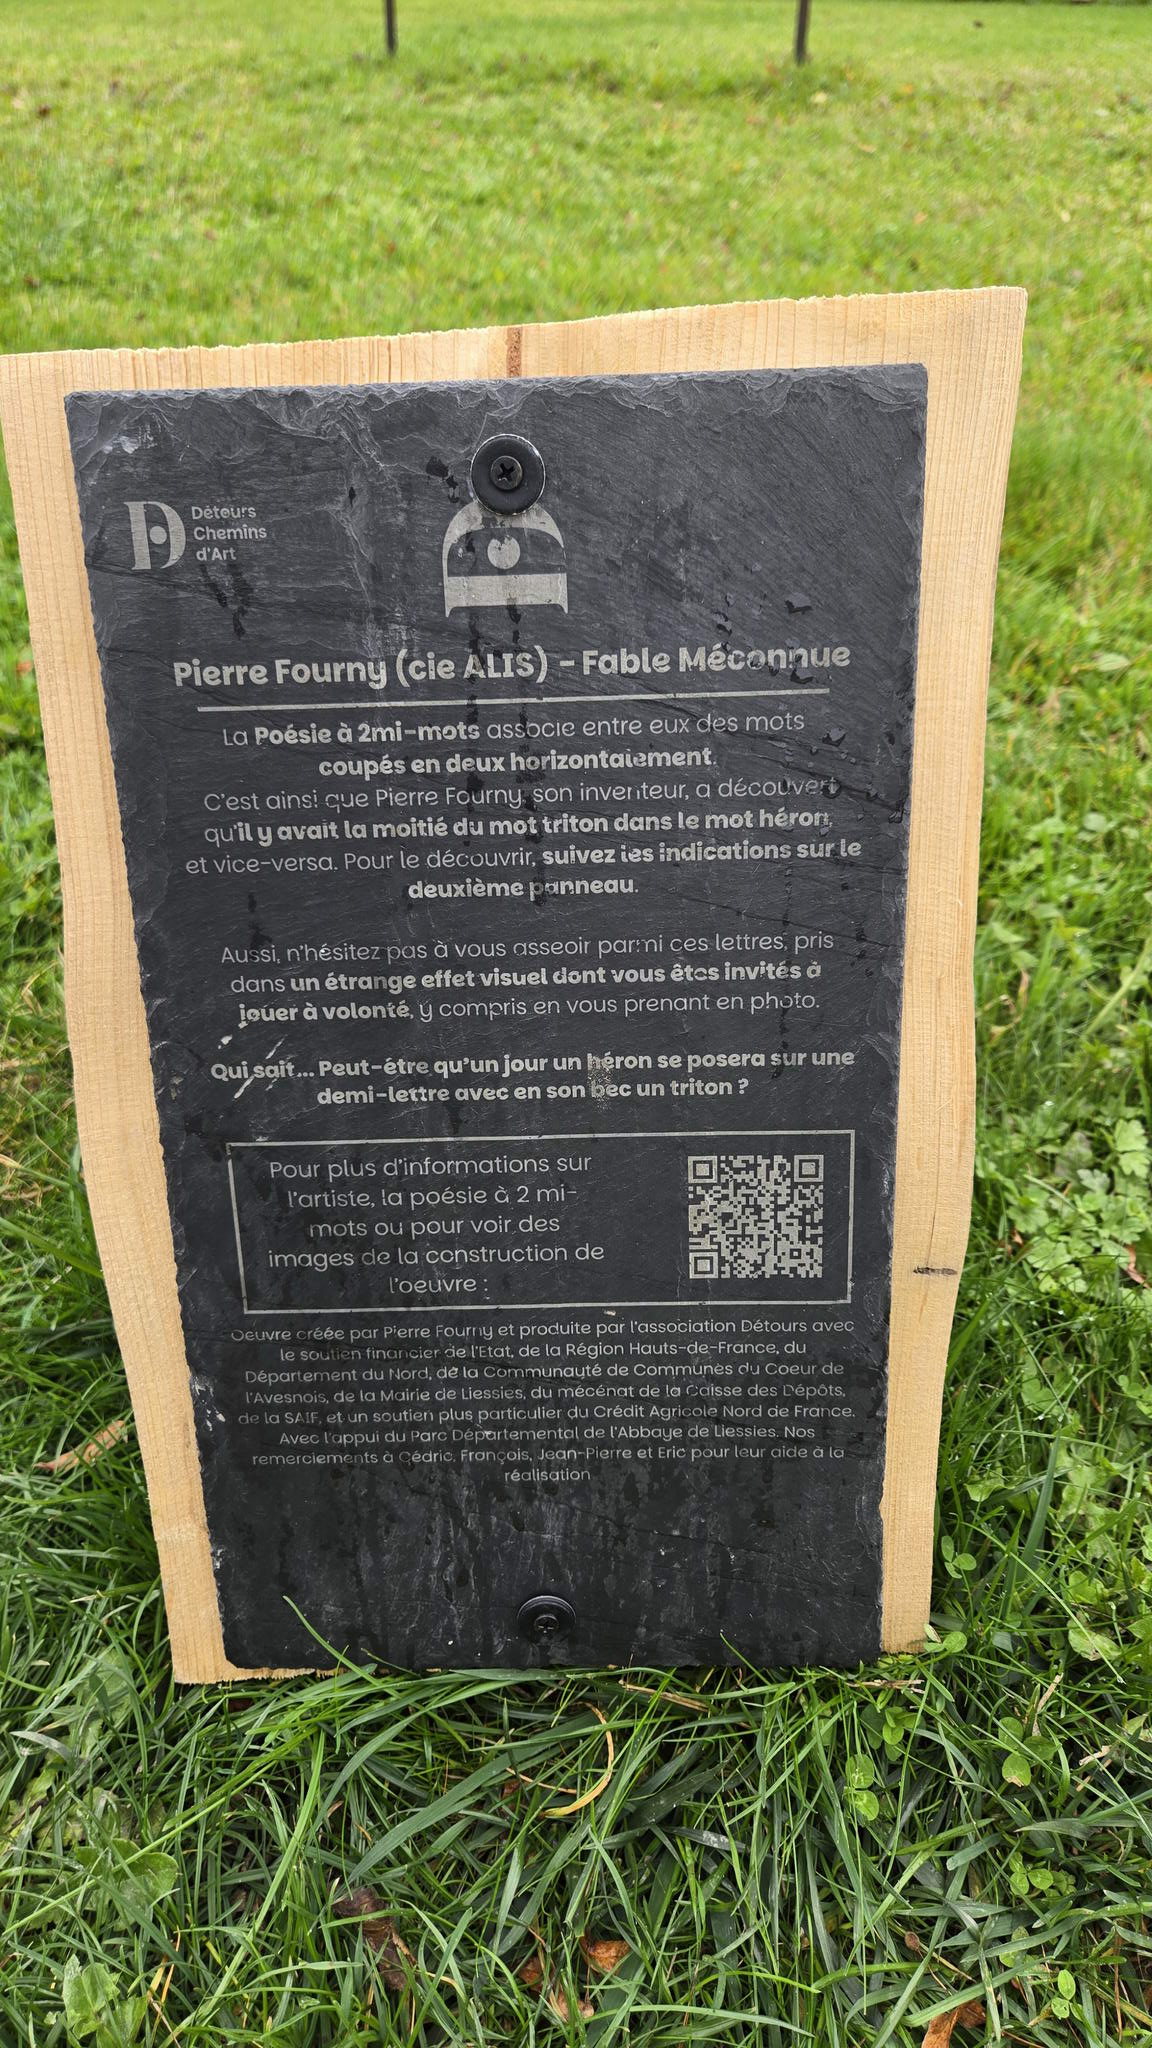 Détours
Chemins
d'Art
Pierre Fourny (cie ALIS) - Fable Méconnue
La Poésie à 2mi-mots associe entre eux des mots
coupés en deux horizontalement.
C'est ainsi que Pierre Fourny, son inventeur, a découvert
qu'il y avait la moitié du mot triton dans le mot héron,
et vice-versa. Pour le découvrir, suivez les indications sur le
deuxième panneau.
Aussi, n'hésitez pas à vous asseoir parmi ces lettres, pris
dans un étrange effet visuel dont vous êtes invités à
jouer à volonté, y compris en vous prenant en photo.
Qui sait... Peut-être qu'un jour un héron se posera sur une
demi-lettre avec en son bec un triton ?
Pour plus d'informations sur
l'artiste, la poésie à 2 mi-
mots ou pour voir des
images de la construction de
l'oeuvre :
Oeuvre créée par Pierre Fourny et produite par l'association Détours avec
le soutien financier de l'Etat, de la Région Hauts-de-France, du
Département du Nord, de la Communauté de Communes du Coeur de
l'Avesnois, de la Mairie de Liessies, du mécénat de la Caisse des Dépôts,
de la SAIF, et un soutien plus particulier du Crédit Agricole Nord de France.
Avec l'appui du Parc Départemental de l'Abbaye de Liessies. Nos
remerciements à Cédric, François, Jean-Pierre et Eric pour leur aide à la
réalisation